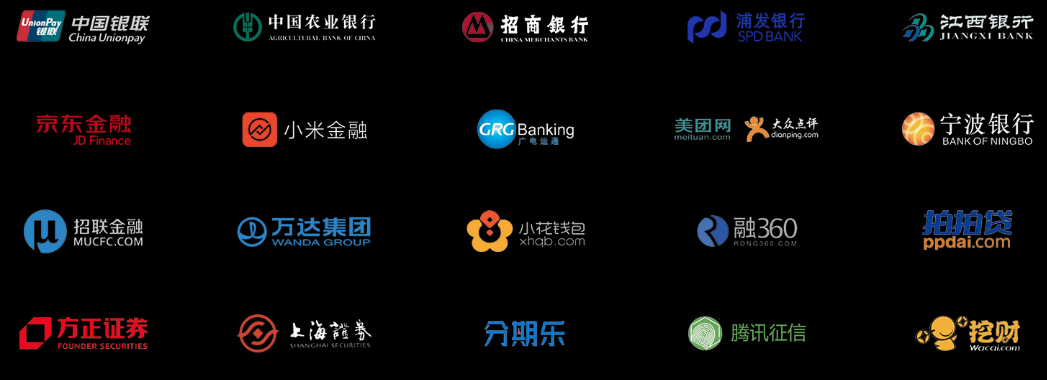 UnionPay
银联
中国银联
China Unionpay
中国农业银行
AGRICULTURAL BANK OF CHINA
招商银行
CHINA MERCHANTS BANK
浦发银行
SPD BANK
江西银行
JIANGXI BANK
京东金融
JD Finance
小米金融
GRG Banking
广电运通
美团网
meituan.com
大众点评
dianping.com
宁波银行
BANK OF NINGBO
招联金融
MUCFC.COM
万达集团
WANDA GROUP
小花钱包
xhqb.com
融360
RONG360.COM
拍拍贷
ppdai.com
方正证券
FOUNDER SECURITIES
上海證券
SHANGHAI SECURITIES
分期乐
腾讯征信
挖财
Wacai.com